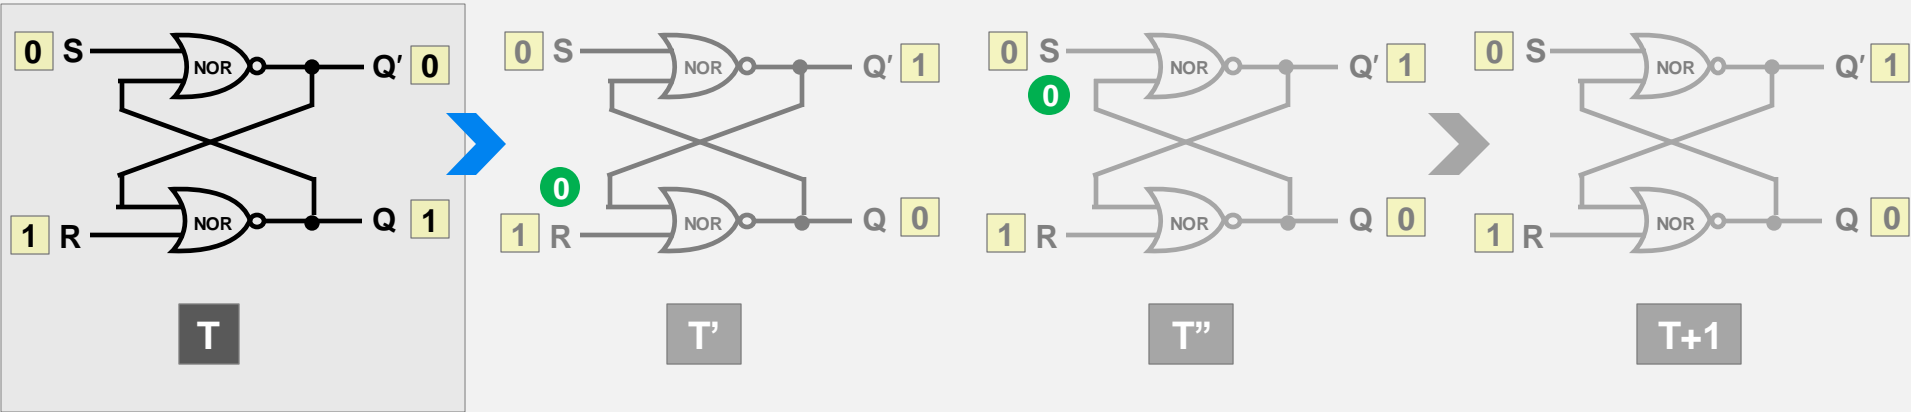 0 S NOR Q′ 0
1 R NOR Q 1
T
0 S NOR Q′ 1
0
1 R NOR Q 0
T’
0 S NOR Q′ 1
0
1 R NOR Q 0
T”
0 S NOR Q′ 1
1 R NOR Q 0
T+1